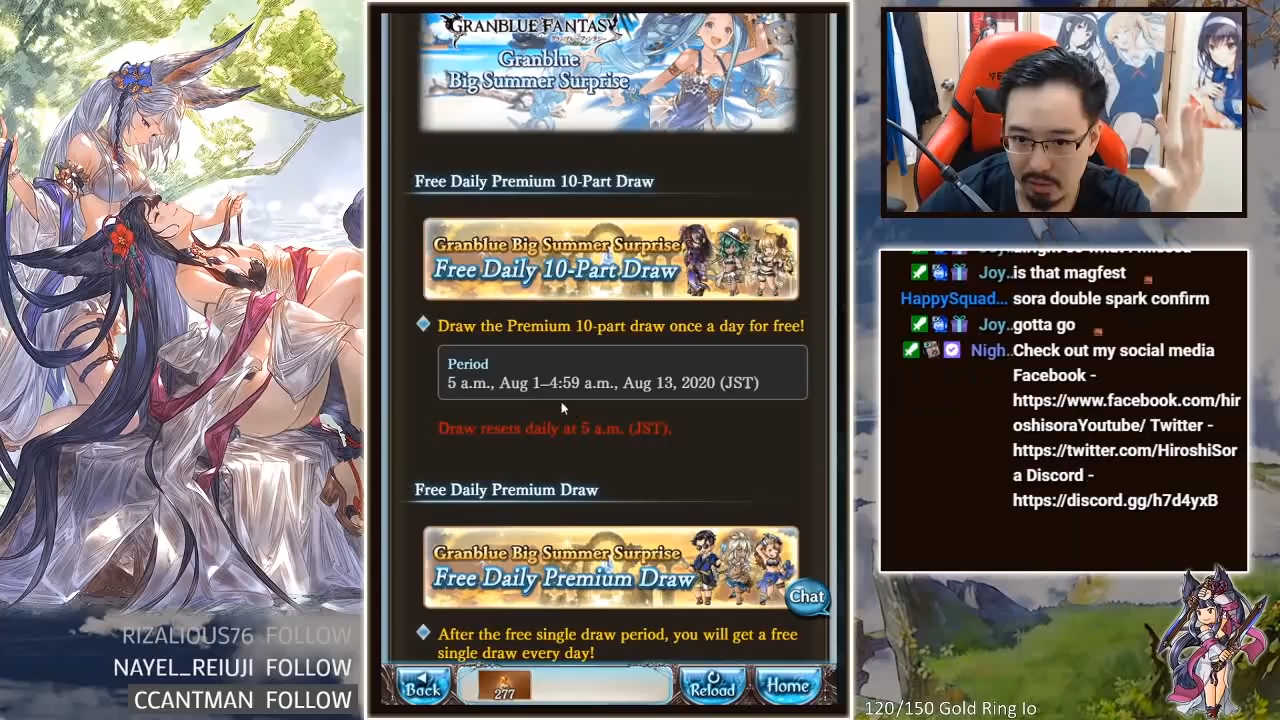 GRANBLUE FANTASY
Granblue
Big Summer Surprise
Free Daily Premium 10-Part Draw
Granblue Big Summer Surprise
Free Daily 10-Part Draw
Draw the Premium 10-part draw once a day for free!
Period
5 a.m., Aug 1–4:59 a.m., Aug 13, 2020 (JST)
Draw resets daily at 5 a.m. (JST).
Free Daily Premium Draw
Granblue Big Summer Surprise
Free Daily Premium Draw
Chat
After the free single draw period, you will get a free
single draw every day!
Back
277
Reload
Home
RIZALIOUS76 FOLLOW
NAYEL_REIUJI FOLLOW
CCANTMAN FOLLOW
Joy.. is that magfest
HappySquad... sora double spark confirm
Joy.. gotta go
Nigh.. Check out my social media
Facebook -
https://www.facebook.com/hir
oshisoraYoutube/ Twitter -
https://twitter.com/HiroshiSor
a Discord -
https://discord.gg/h7d4yxB
120/150 Gold Ring Io